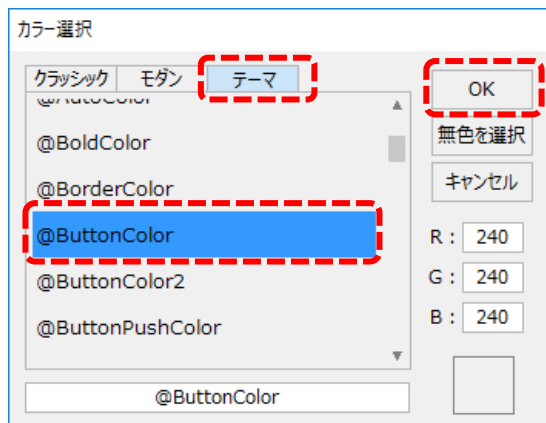 カラー選択
クラッシック モダン テーマ
@AutoColor
@BoldColor
@BorderColor
@ButtonColor
@ButtonColor2
@ButtonPushColor
@ButtonColor
OK
無色を選択
キャンセル
R : 240
G : 240
B : 240